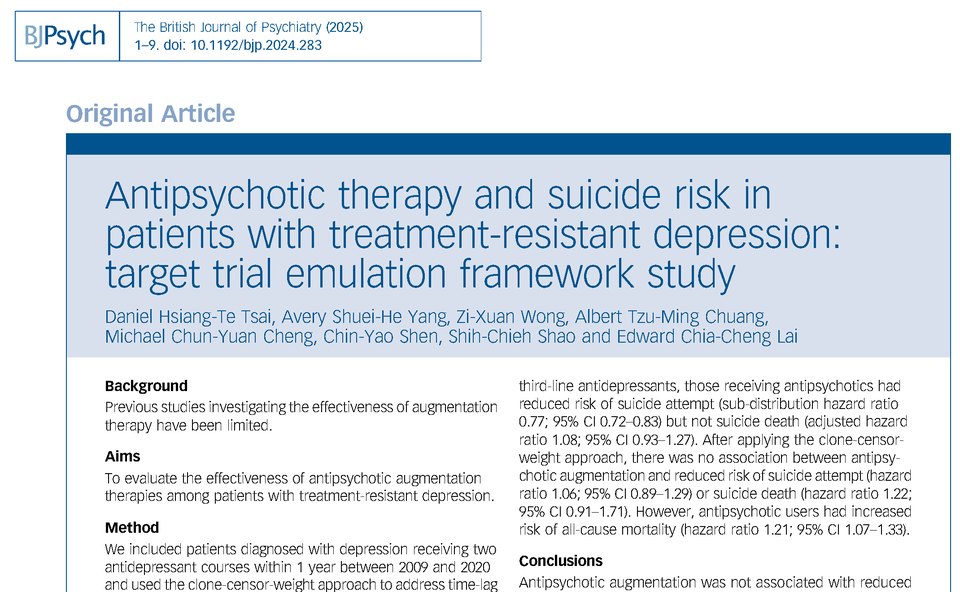 BJPsych
The British Journal of Psychiatry (2025)
1–9. doi: 10.1192/bjp.2024.283
Original Article
Antipsychotic therapy and suicide risk in
patients with treatment-resistant depression:
target trial emulation framework study
Daniel Hsiang-Te Tsai, Avery Shuei-He Yang, Zi-Xuan Wong, Albert Tzu-Ming Chuang,
Michael Chun-Yuan Cheng, Chin-Yao Shen, Shih-Chieh Shao and Edward Chia-Cheng Lai
Background
Previous studies investigating the effectiveness of augmentation
therapy have been limited.
Aims
To evaluate the effectiveness of antipsychotic augmentation
therapies among patients with treatment-resistant depression.
Method
We included patients diagnosed with depression receiving two
antidepressant courses within 1 year between 2009 and 2020
and used the clone-censor-weight approach to address time-lag
third-line antidepressants, those receiving antipsychotics had
reduced risk of suicide attempt (sub-distribution hazard ratio
0.77; 95% CI 0.72–0.83) but not suicide death (adjusted hazard
ratio 1.08; 95% CI 0.93–1.27). After applying the clone-censor-
weight approach, there was no association between antipsy-
chotic augmentation and reduced risk of suicide attempt (hazard
ratio 1.06; 95% CI 0.89–1.29) or suicide death (hazard ratio 1.22;
95% CI 0.91–1.71). However, antipsychotic users had increased
risk of all-cause mortality (hazard ratio 1.21; 95% CI 1.07–1.33).
Conclusions
Antipsychotic augmentation was not associated with reduced